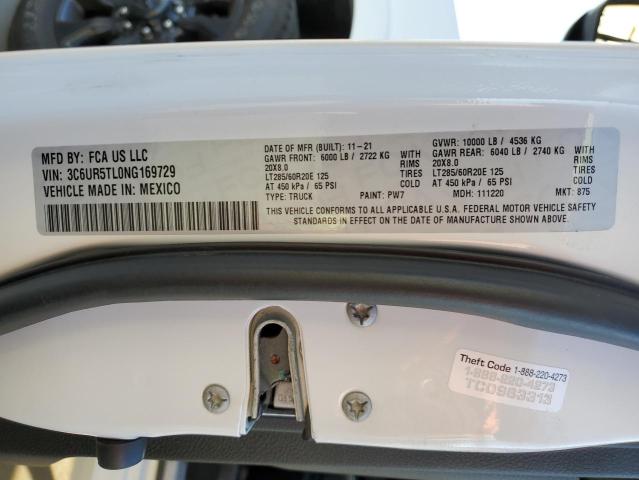 MFD BY: FCA US LLC
VIN: 3C6UR5TL0NG169729
VEHICLE MADE IN: MEXICO
DATE OF MFR (BUILT): 11-21
GAWR FRONT: 6000 LB / 2722 KG WITH
20X8.0 RIMS
LT285/60R20E 125 TIRES
AT 450 kPa / 65 PSI COLD
TYPE: TRUCK PAINT: PW7
GVWR: 10000 LB / 4536 KG
GAWR REAR: 6040 LB / 2740 KG WITH
20X8.0 RIMS
LT285/60R20E 125 TIRES
AT 450 kPa / 65 PSI COLD
MDH: 111220 MKT: 875
THIS VEHICLE CONFORMS TO ALL APPLICABLE U.S.A. FEDERAL MOTOR VEHICLE SAFETY
STANDARDS IN EFFECT ON THE DATE OF MANUFACTURE SHOWN ABOVE.
Theft Code 1-888-220-4273
1-888-220-4273
TC0963313